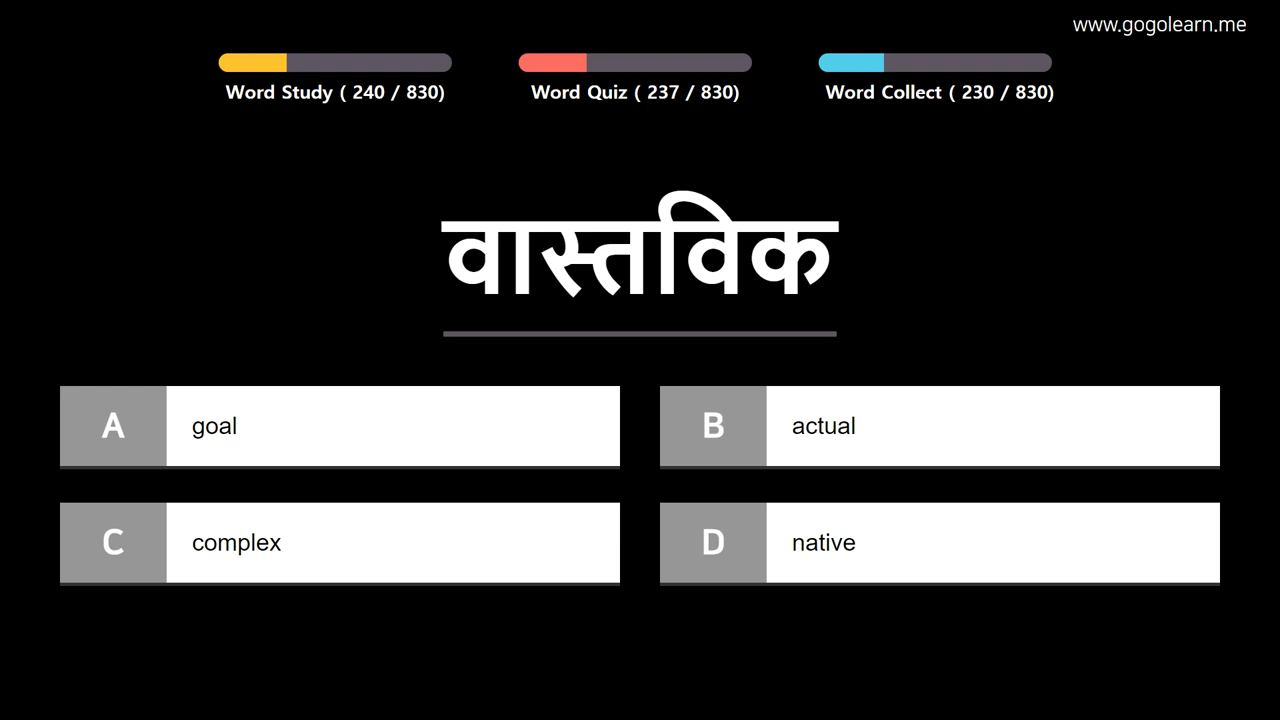 www.gogolearn.me
Word Study ( 240 / 830)
Word Quiz ( 237 / 830)
Word Collect ( 230 / 830)
वास्तविक
A goal
B actual
C complex
D native